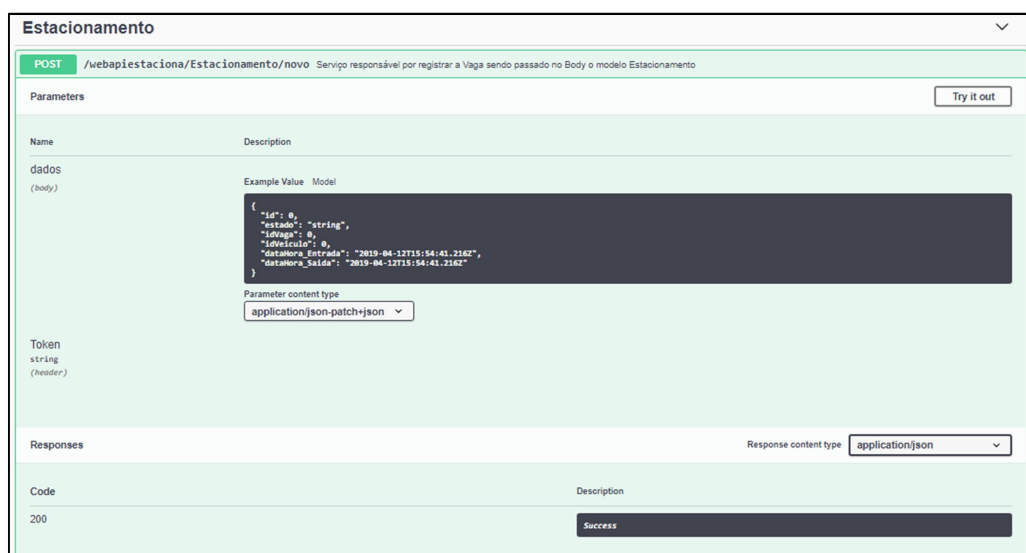 Estacionamento
POST /webapiestaciona/Estacionamento/novo Serviço responsável por registrar a Vaga sendo passado no Body o modelo Estacionamento
Parameters Try it out
Name Description
dados
(body)
Example Value Model
{
"id": 0,
"estado": "string",
"idVaga": 0,
"idVeiculo": 0,
"dataHora_Entrada": "2019-04-12T15:54:41.216Z",
"dataHora_Saida": "2019-04-12T15:54:41.216Z"
}
Parameter content type
application/json-patch+json
Token
string
(header)
Responses Response content type application/json
Code Description
200 Success